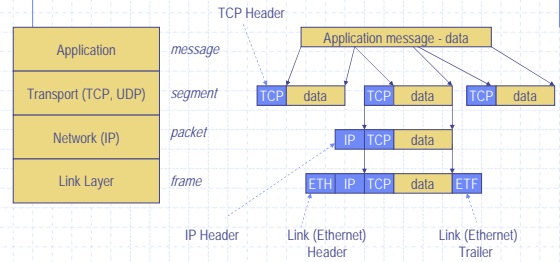 TCP Header
Application message - data
Application
message
Transport (TCP, UDP)
segment
TCP data
TCP data
TCP data
Network (IP)
packet
IP TCP data
Link Layer
frame
ETH IP TCP data ETF
IP Header
Link (Ethernet)
Header
Link (Ethernet)
Trailer